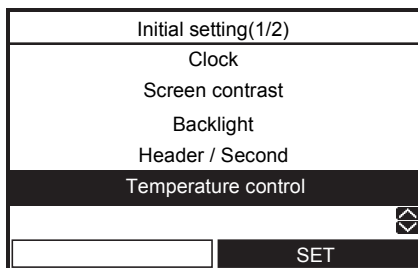 Initial setting(1/2)
Clock
Screen contrast
Backlight
Header / Second
Temperature control
SET